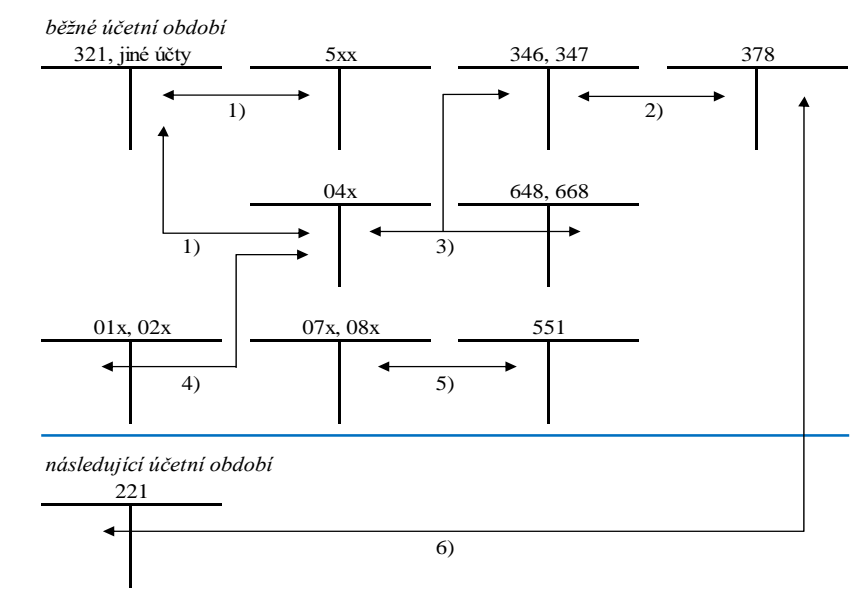 běžné účetní období
321, jiné účty 5xx 346, 347 378
1) 2)
04x 648, 668
1) 3)
01x, 02x 07x, 08x 551
4) 5)
následující účetní období
221
6)